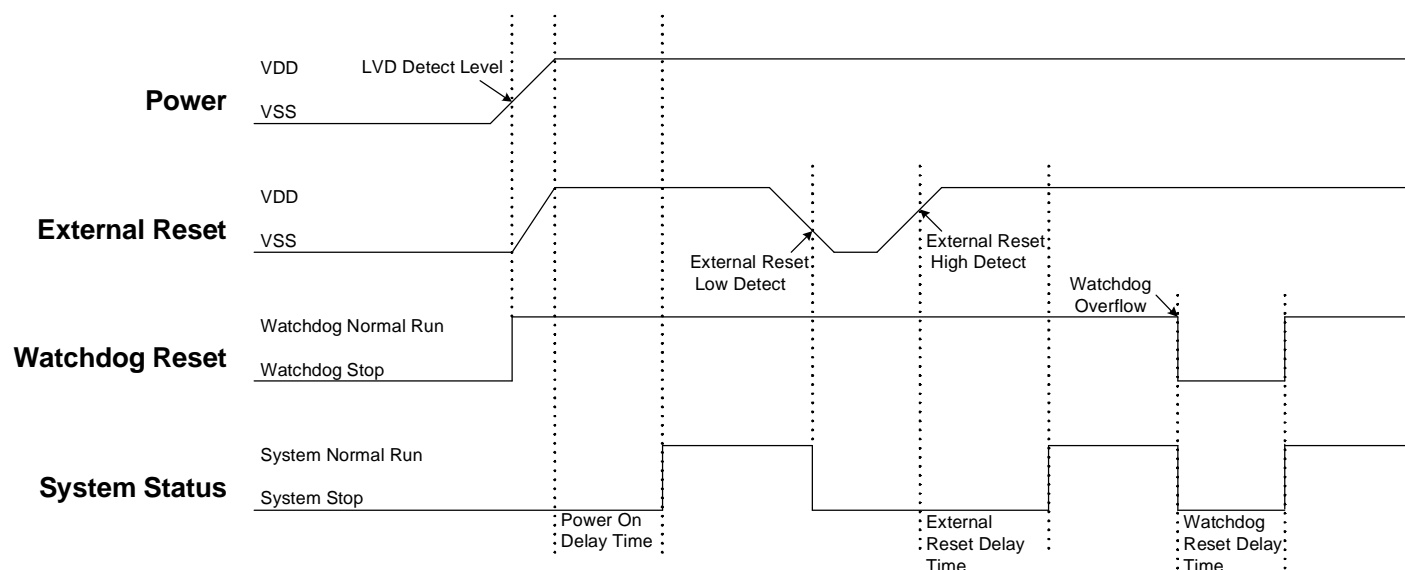 VDD
LVD Detect Level
Power
VSS
VDD
External Reset
VSS
External Reset
Low Detect
External Reset
High Detect
Watchdog
Overflow
Watchdog Normal Run
Watchdog Reset
Watchdog Stop
System Normal Run
System Status
System Stop
Power On
Delay Time
External
Reset Delay
Time
Watchdog
Reset Delay
Time